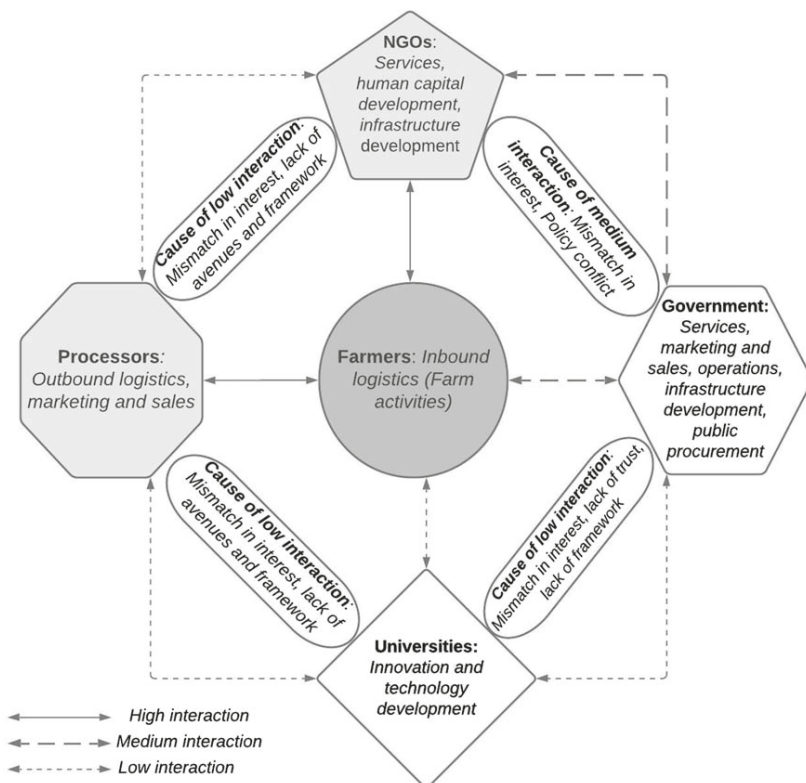 NGOs:
Services,
human capital
development,
infrastructure
development
Cause of low interaction:
Mismatch in interest, lack of
avenues and framework
Cause of medium
interaction: Mismatch in
interest, Policy conflict
Processors:
Outbound logistics,
marketing and sales
Farmers: Inbound
logistics (Farm
activities)
Government:
Services,
marketing and
sales, operations,
infrastructure
development,
public
procurement
Cause of low interaction:
Mismatch in interest, lack of
avenues and framework
Cause of low interaction:
Mismatch in interest, lack of trust,
lack of framework
Universities:
Innovation and
technology
development
High interaction
Medium interaction
Low interaction